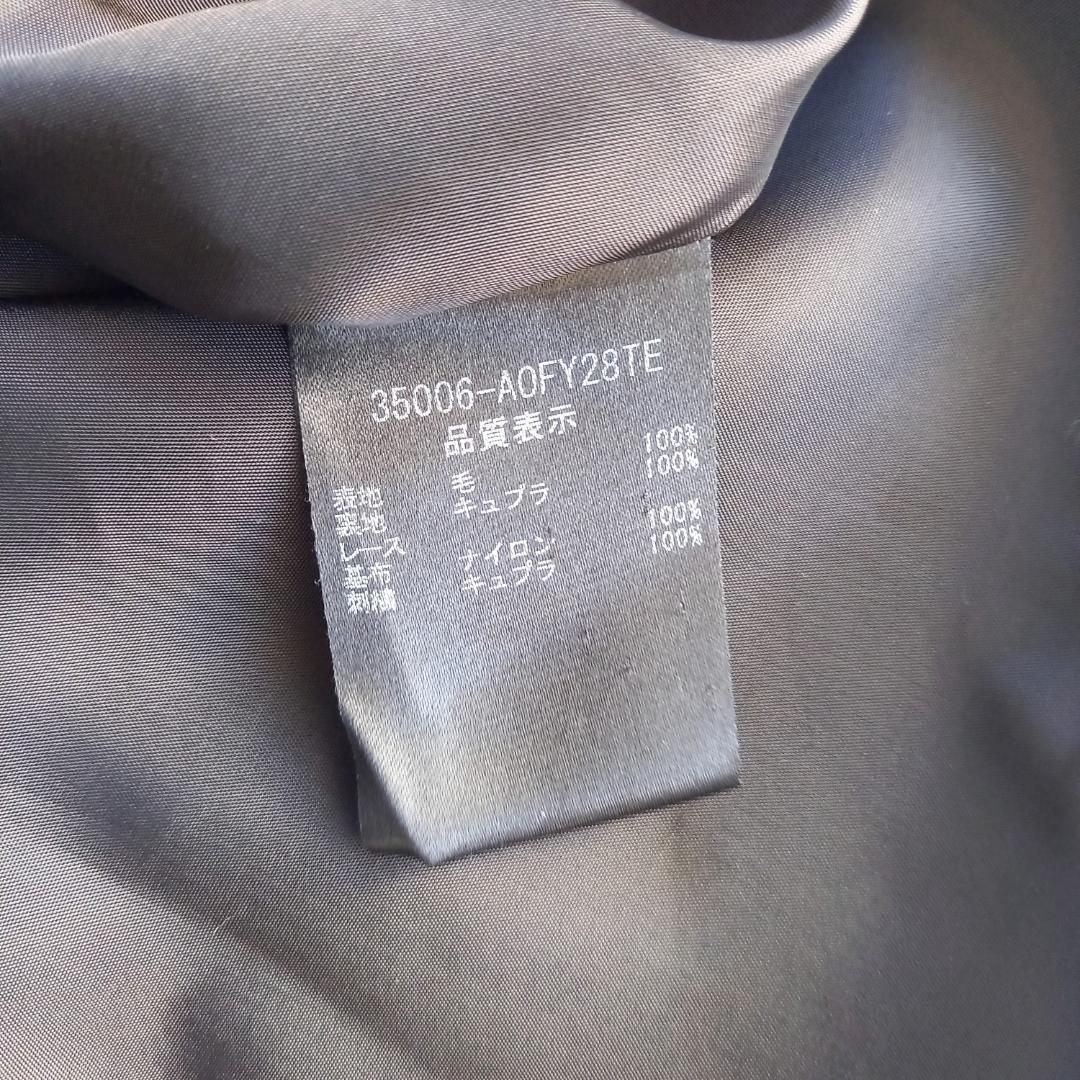 35006-A0FY28TE
品質表示
表地 毛 100%
裏地 キュプラ 100%
レース
基布 ナイロン 100%
刺繍 キュプラ 100%